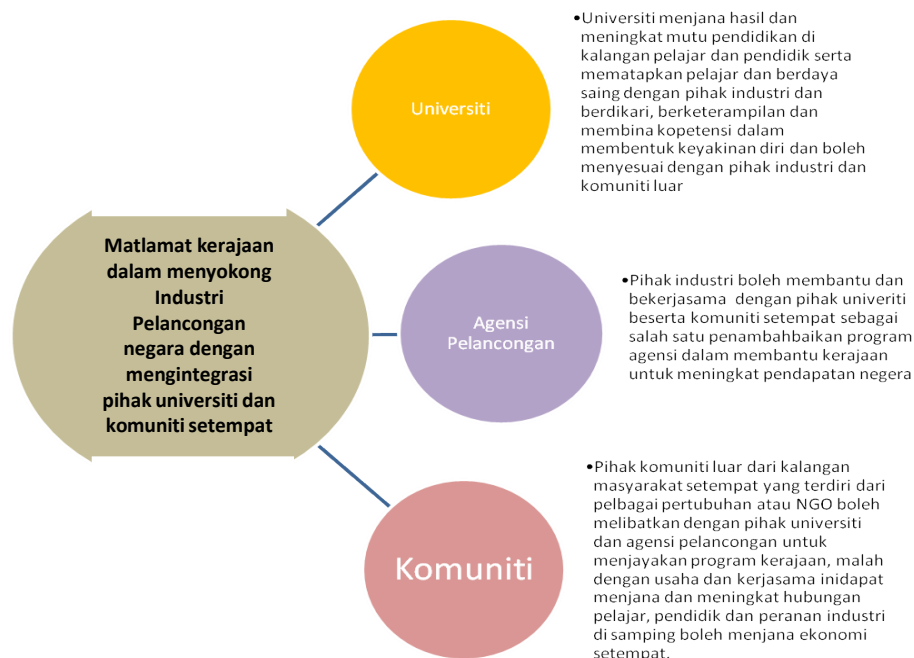 Matlamat kerajaan
dalam menyokong
Industri
Pelancongan
negara dengan
mengintegrasi
pihak universiti dan
komuniti setempat
Universiti
•Universiti menjana hasil dan
meningkat mutu pendidikan di
kalangan pelajar dan pendidik serta
mematapkan pelajar dan berdaya
saing dengan pihak industri dan
berdikari, berketerampilan dan
membina kopetensi dalam
membentuk keyakinan diri dan boleh
menyesuai dengan pihak industri dan
komuniti luar
Agensi
Pelancongan
•Pihak industri boleh membantu dan
bekerjasama dengan pihak univeriti
beserta komuniti setempat sebagai
salah satu penambahbaikan program
agensi dalam membantu kerajaan
untuk meningkat pendapatan negera
Komuniti
•Pihak komuniti luar dari kalangan
masyarakat setempat yang terdiri dari
pelbagai pertubuhan atau NGO boleh
melibatkan dengan pihak universiti
dan agensi pelancongan untuk
menjayakan program kerajaan, malah
dengan usaha dan kerjasama inidapat
menjana dan meningkat hubungan
pelajar, pendidik dan peranan industri
di samping boleh menjana ekonomi
setempat.